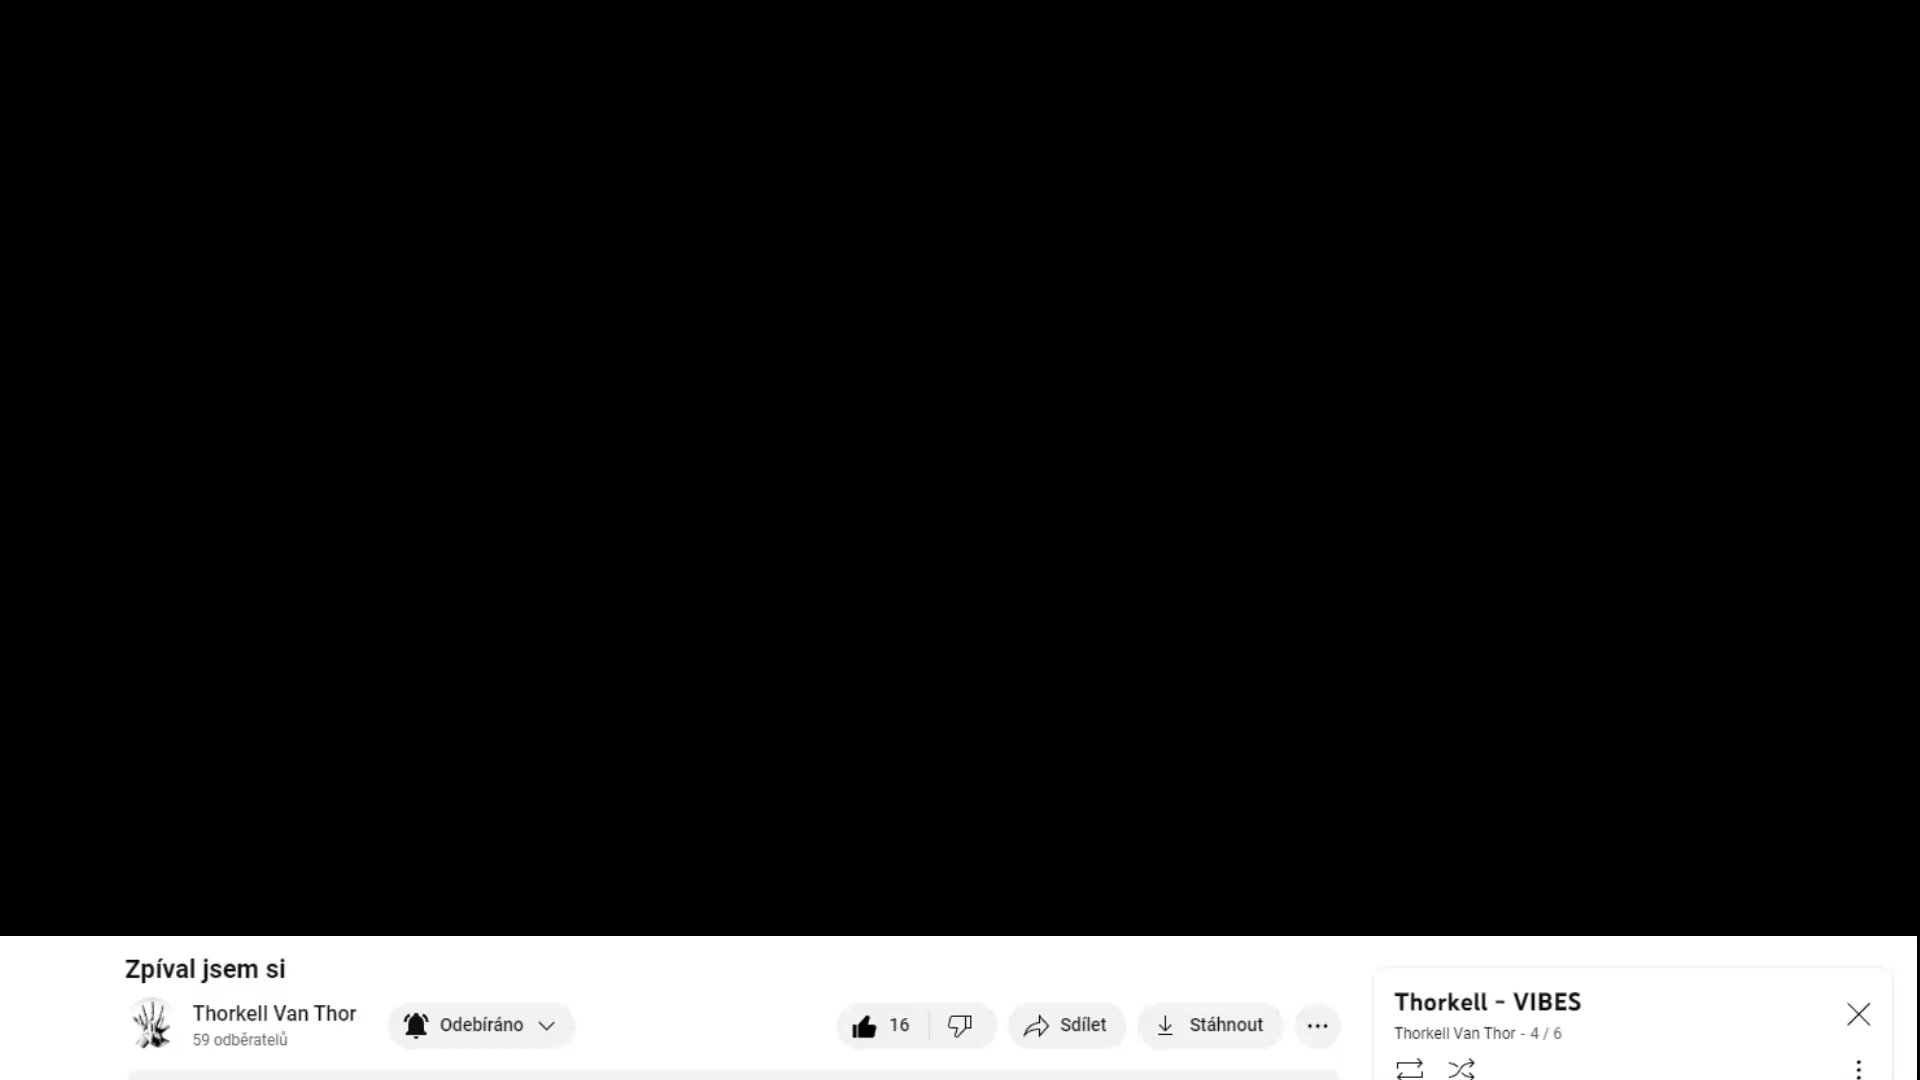 Zpíval jsem si
Thorkell Van Thor
59 odběratelů
Odebíráno
16
Sdílet
Stáhnout
Thorkell - VIBES
Thorkell Van Thor - 4 / 6